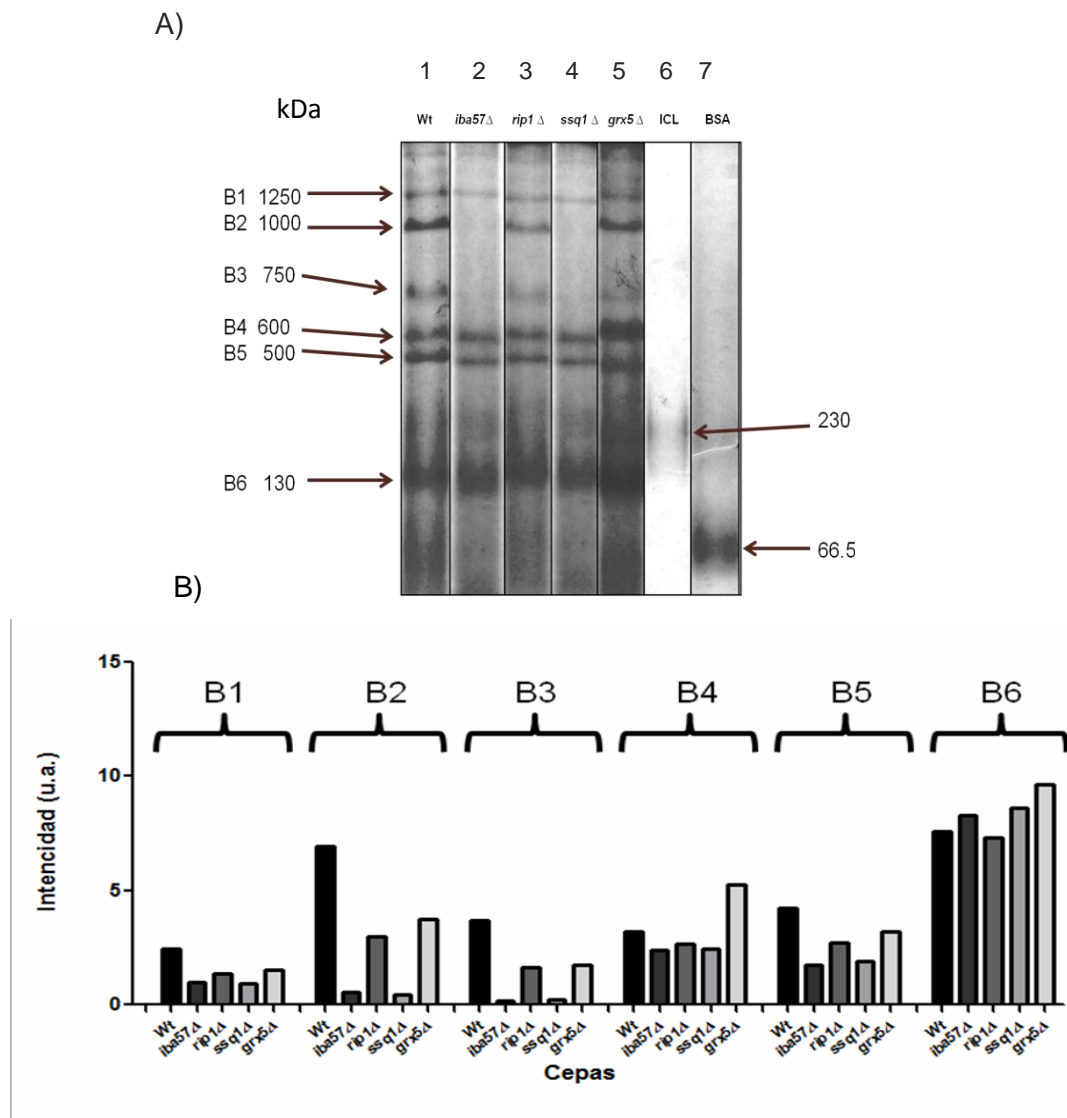 A)
1 2 3 4 5 6 7
kDa
Wt iba57Δ rip1 Δ ssq1 Δ grx5 Δ ICL BSA
B1 1250
B2 1000
B3 750
B4 600
B5 500
230
B6 130
66.5
B)
15
B1 B2 B3 B4 B5 B6
10
5
0
Intencidad (u.a.)
Wt iba57Δ rip1Δ ssq1Δ grx5Δ Wt iba57Δ rip1Δ ssq1Δ grx5Δ Wt iba57Δ rip1Δ ssq1Δ grx5Δ Wt iba57Δ rip1Δ ssq1Δ grx5Δ Wt iba57Δ rip1Δ ssq1Δ grx5Δ Wt iba57Δ rip1Δ ssq1Δ grx5Δ
Cepas